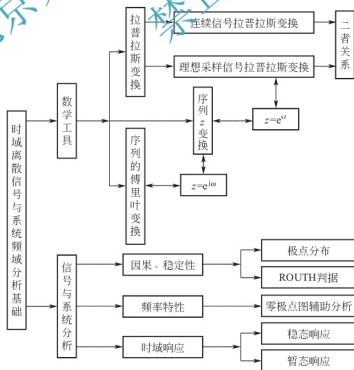 拉普拉斯变换
连续信号拉普拉斯变换
理想采样信号拉普拉斯变换
二者关系
时域离散信号与系统频域分析基础
数学工具
序列z变换
z=e^{st}
序列的傅里叶变换
z=e^{jω}
信号与系统分析
因果、稳定性
极点分布
ROUTH判据
频率特性
零极点图辅助分析
时域响应
稳态响应
暂态响应